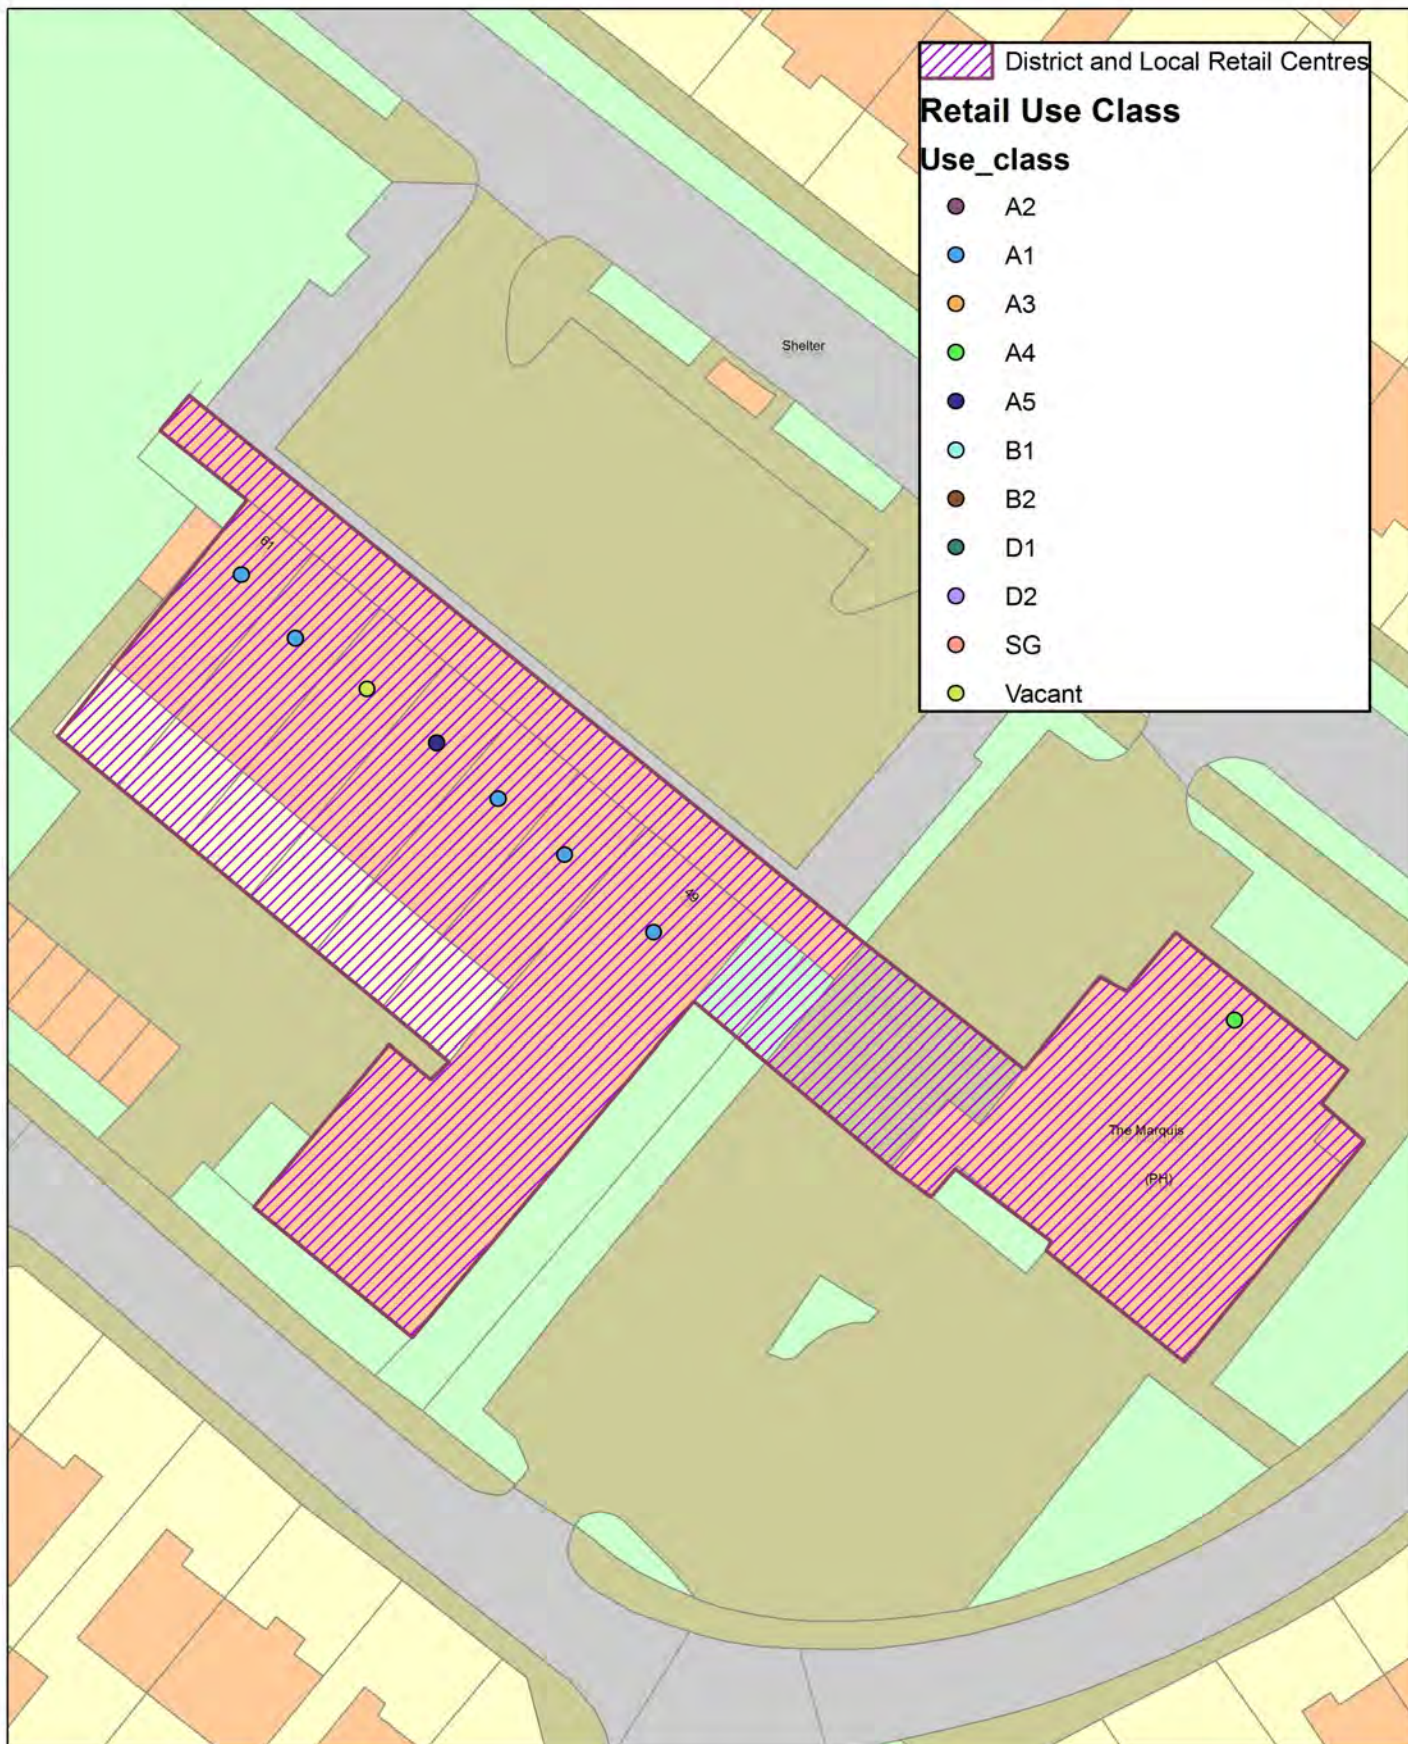 District and Local Retail Centres
Retail Use Class
Use_class
A2
A1
A3
A4
A5
B1
B2
D1
D2
SG
Vacant
Shelter
61
49
The Marquis
(PH)